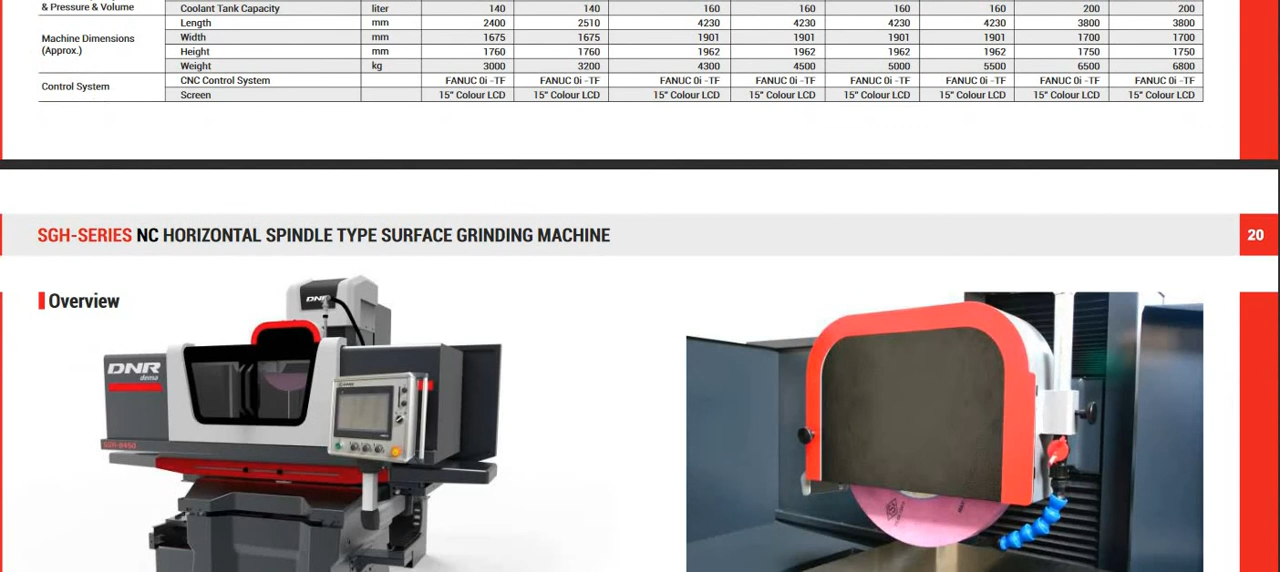 & Pressure & Volume Coolant Tank Capacity liter 140 140 160 160 160 160 200 200
Machine Dimensions (Approx.) Length mm 2400 2510 4230 4230 4230 4230 3800 3800
Width mm 1675 1675 1901 1901 1901 1901 1700 1700
Height mm 1760 1760 1962 1962 1962 1962 1750 1750
Weight kg 3000 3200 4300 4500 5000 5500 6500 6800
Control System CNC Control System FANUC 0i -TF FANUC 0i -TF FANUC 0i -TF FANUC 0i -TF FANUC 0i -TF FANUC 0i -TF FANUC 0i -TF FANUC 0i -TF
Screen 15" Colour LCD 15" Colour LCD 15" Colour LCD 15" Colour LCD 15" Colour LCD 15" Colour LCD 15" Colour LCD 15" Colour LCD
SGH-SERIES NC HORIZONTAL SPINDLE TYPE SURFACE GRINDING MACHINE 20
Overview
DNR
DNR
dema